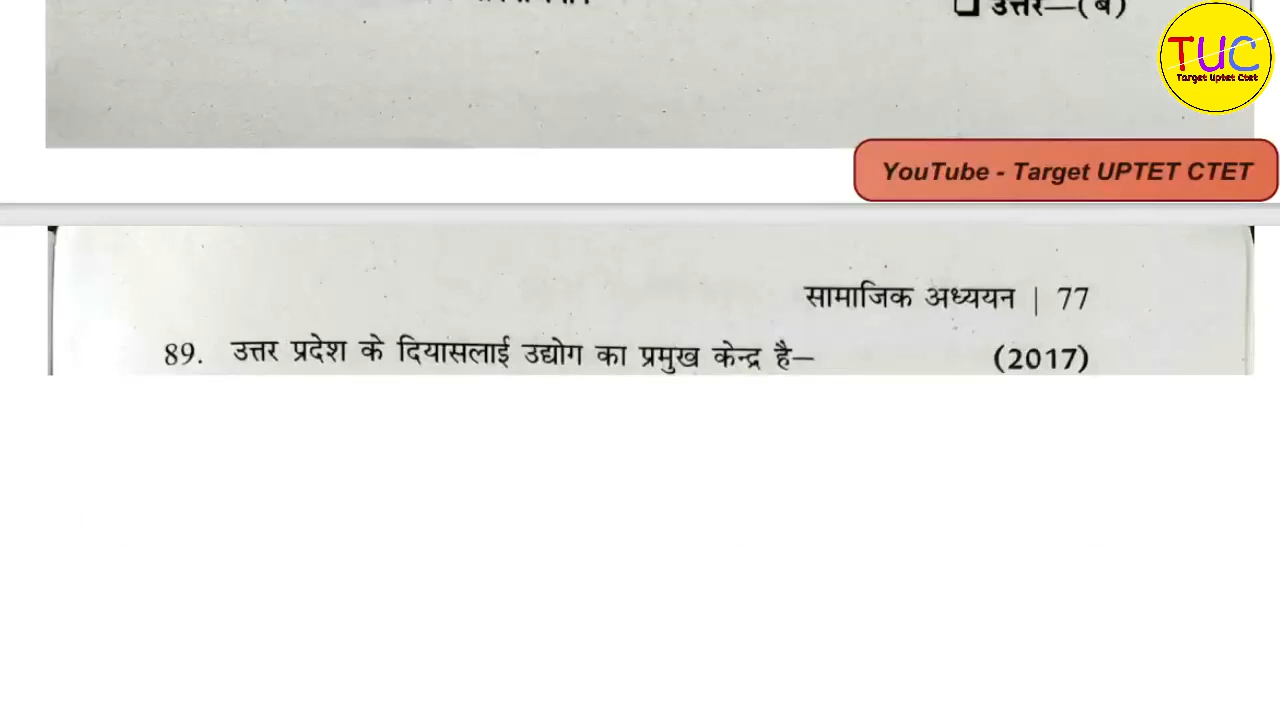 उत्तर—(ब)
TUC
Target Uptet Ctet
YouTube - Target UPTET CTET
सामाजिक अध्ययन | 77
89. उत्तर प्रदेश के दियासलाई उद्योग का प्रमुख केन्द्र है— (2017)